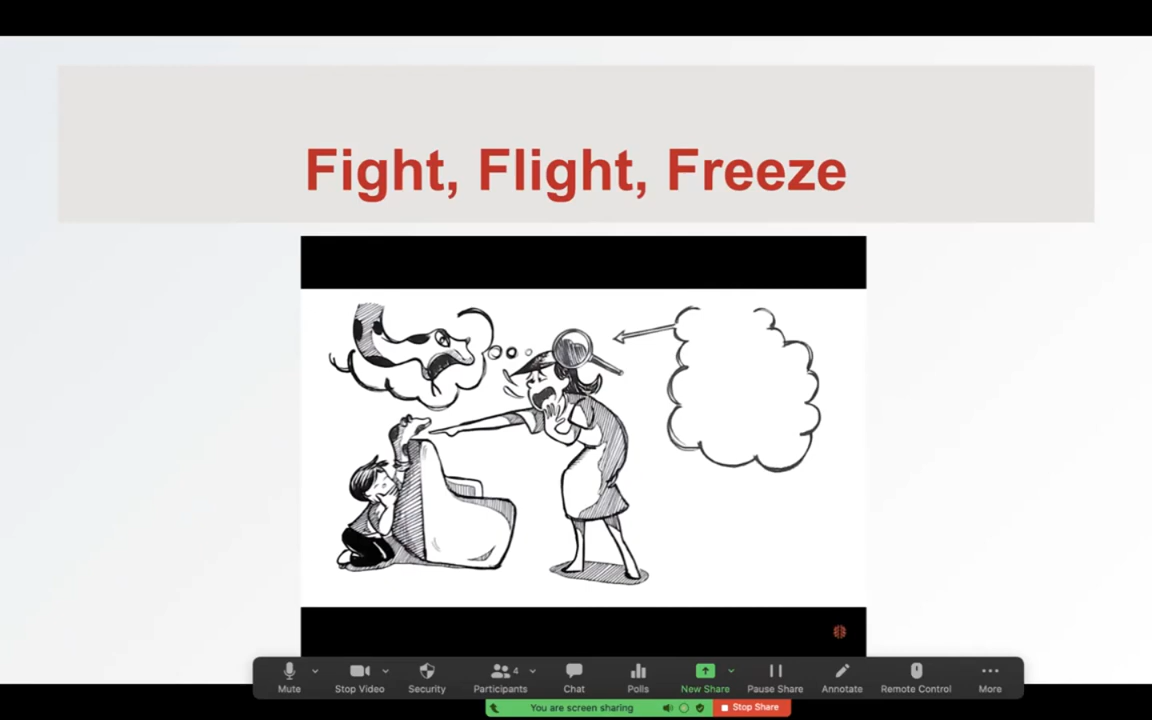 Fight, Flight, Freeze
4
Mute
Stop Video
Security
Participants
Chat
Polls
New Share
Pause Share
Annotate
Remote Control
More
You are screen sharing
Stop Share